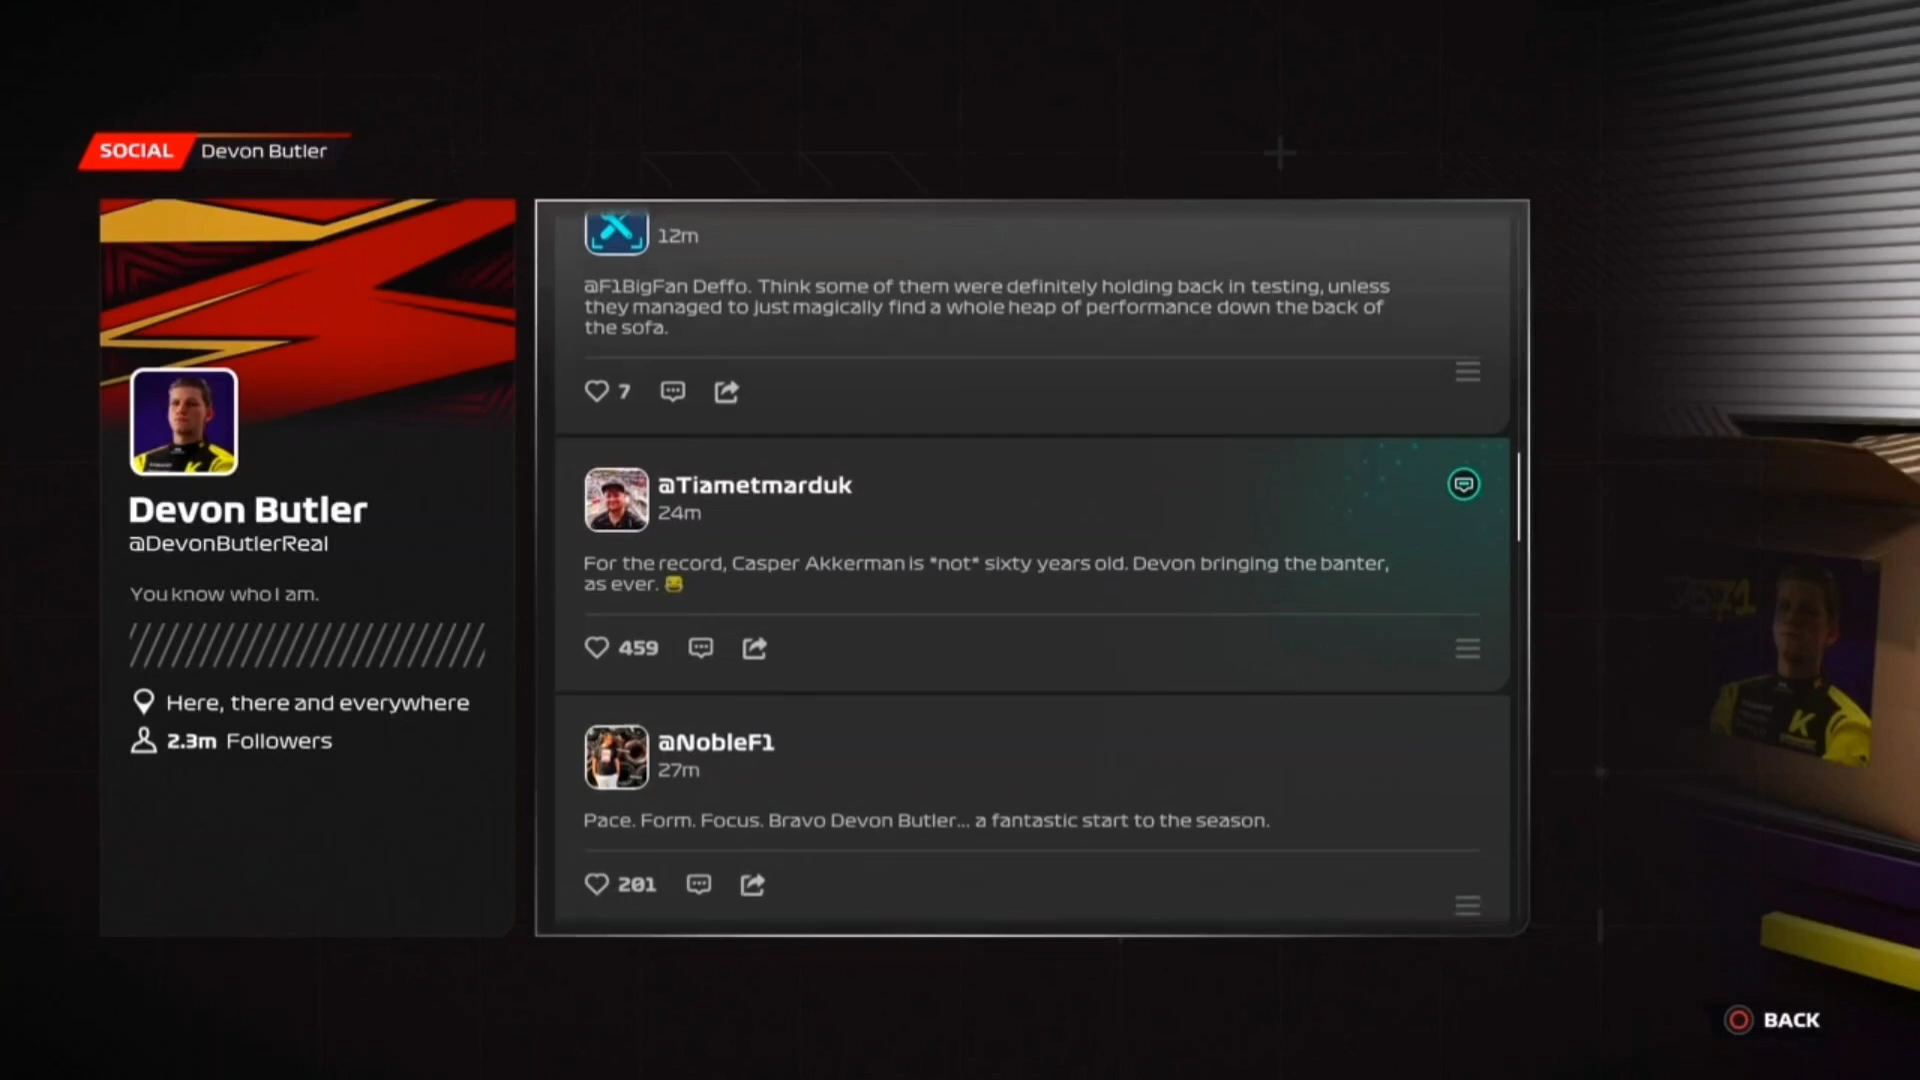 SOCIAL Devon Butler
Devon Butler
@DevonButlerReal
You know who I am.
Here, there and everywhere
2.3m Followers
12m
@F1BigFan Deffo. Think some of them were definitely holding back in testing, unless
they managed to just magically find a whole heap of performance down the back of
the sofa.
7
@Tiametmarduk
24m
For the record, Casper Akkerman is *not* sixty years old. Devon bringing the banter,
as ever. 😆
459
@NobleF1
27m
Pace. Form. Focus. Bravo Devon Butler... a fantastic start to the season.
201
K
BACK